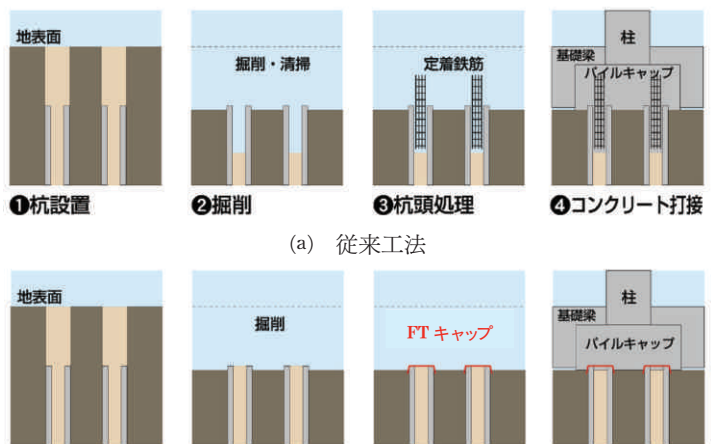 地表面
掘削・清掃
定着鉄筋
柱
基礎梁
パイルキャップ
❶杭設置
❷掘削
❸杭頭処理
❹コンクリート打接
(a) 従来工法
地表面
掘削
FT キャップ
柱
基礎梁
パイルキャップ